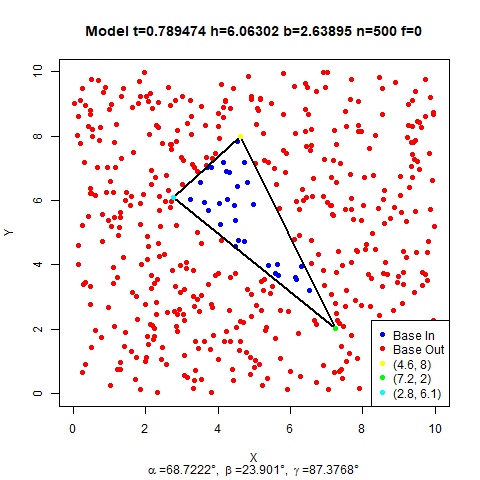 Model t=0.789474 h=6.06302 b=2.63895 n=500 f=0
Y
10
8
6
4
2
0
0
2
4
6
8
10
Base In
Base Out
(4.6, 8)
(7.2, 2)
(2.8, 6.1)
X
α=68.7222°, β=23.901°, γ=87.3768°